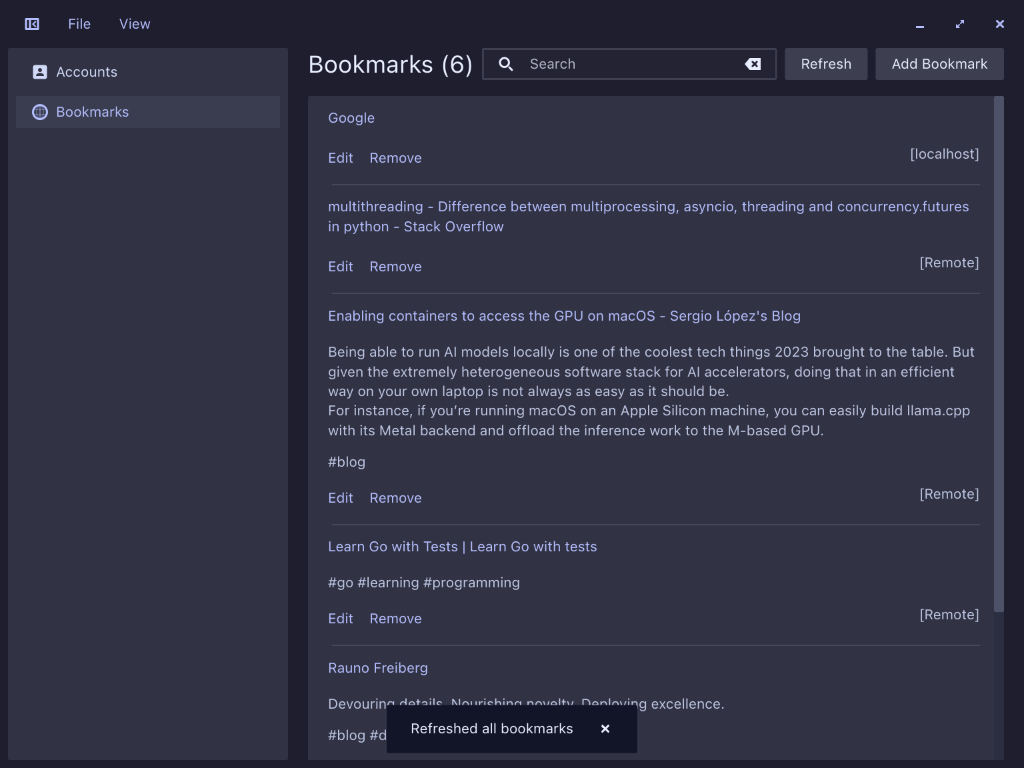 File View
Accounts
Bookmarks
Bookmarks (6)
Search
Refresh
Add Bookmark
Google
Edit Remove
[localhost]
multithreading - Difference between multiprocessing, asyncio, threading and concurrency.futures
in python - Stack Overflow
Edit Remove
[Remote]
Enabling containers to access the GPU on macOS - Sergio López's Blog
Being able to run AI models locally is one of the coolest tech things 2023 brought to the table. But
given the extremely heterogeneous software stack for AI accelerators, doing that in an efficient
way on your own laptop is not always as easy as it should be.
For instance, if you’re running macOS on an Apple Silicon machine, you can easily build llama.cpp
with its Metal backend and offload the inference work to the M-based GPU.
#blog
Edit Remove
[Remote]
Learn Go with Tests | Learn Go with tests
#go #learning #programming
Edit Remove
[Remote]
Rauno Freiberg
Devouring details. Nourishing novelty. Deploying excellence.
#blog
Refreshed all bookmarks